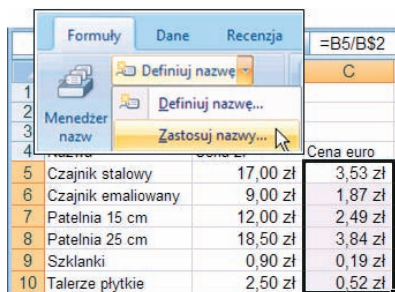 Formuły Dane Recenzja
=B5/B$2
Definiuj nazwę
C
Menedżer nazw
Definiuj nazwę...
Zastosuj nazwy...
1
2
3
4 Cena euro
5 Czajnik stalowy 17,00 zł 3,53 zł
6 Czajnik emaliowany 9,00 zł 1,87 zł
7 Patelnia 15 cm 12,00 zł 2,49 zł
8 Patelnia 25 cm 18,50 zł 3,84 zł
9 Szklanki 0,90 zł 0,19 zł
10 Talerze płytkie 2,50 zł 0,52 zł